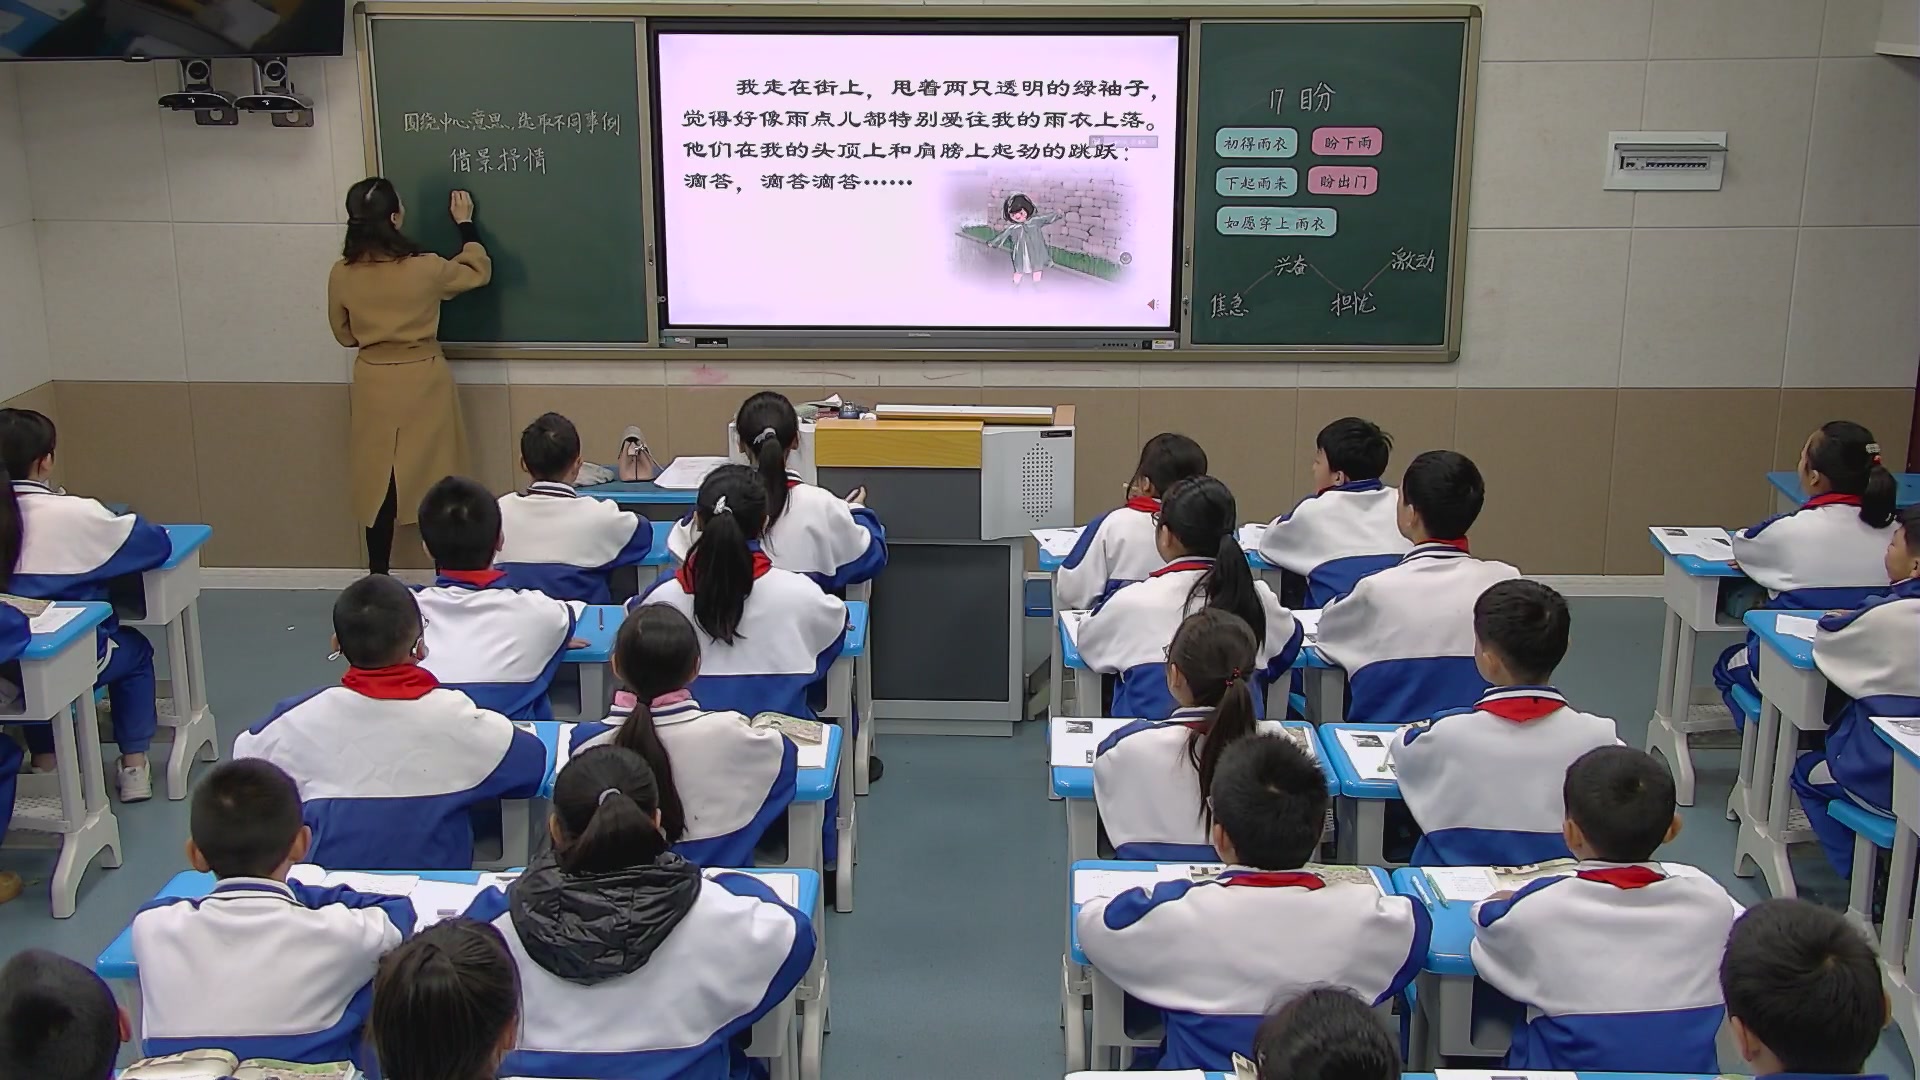 围绕中心意思，选取不同事例
借景抒情
我走在街上，甩着两只透明的绿袖子，
觉得好像雨点儿都特别爱往我的雨衣上落。
他们在我的头顶上和肩膀上起劲的跳跃：
滴答，滴答滴答……
17 盼
初得雨衣 盼下雨
下起雨来 盼出门
如愿穿上雨衣
兴奋 激动
焦急 担忧